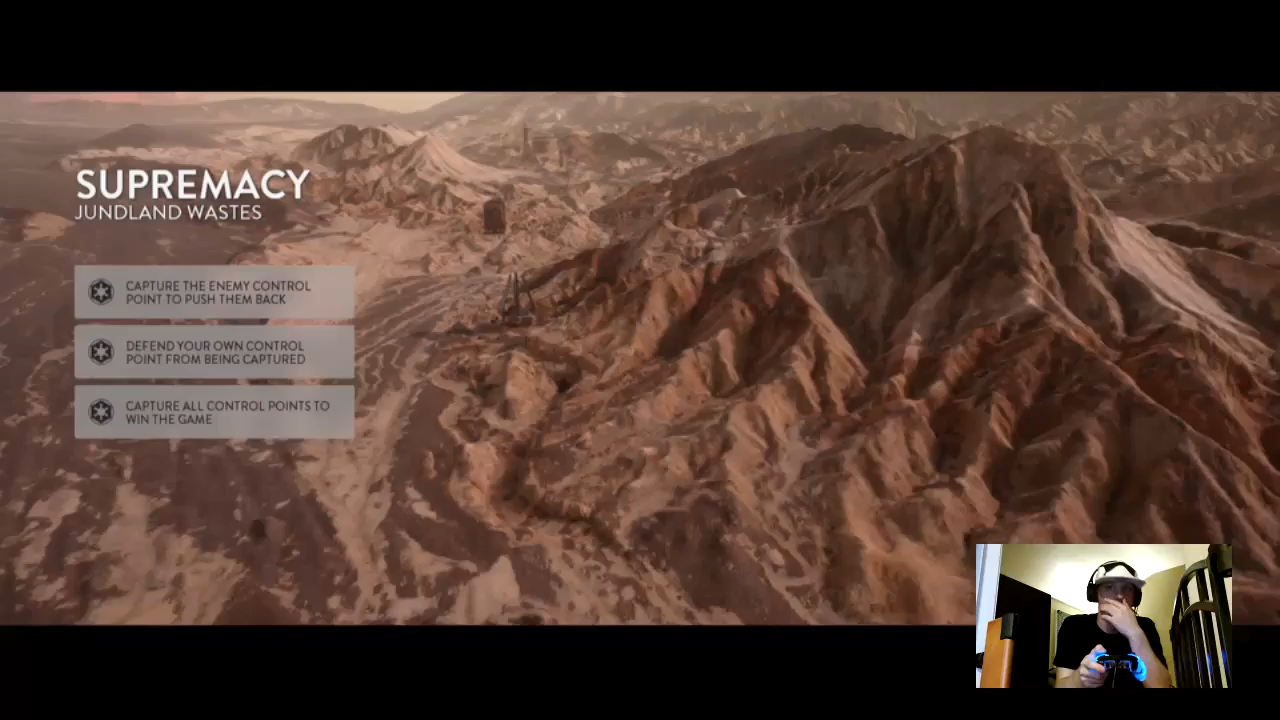 SUPREMACY
JUNDLAND WASTES
CAPTURE THE ENEMY CONTROL
POINT TO PUSH THEM BACK
DEFEND YOUR OWN CONTROL
POINT FROM BEING CAPTURED
CAPTURE ALL CONTROL POINTS TO
WIN THE GAME